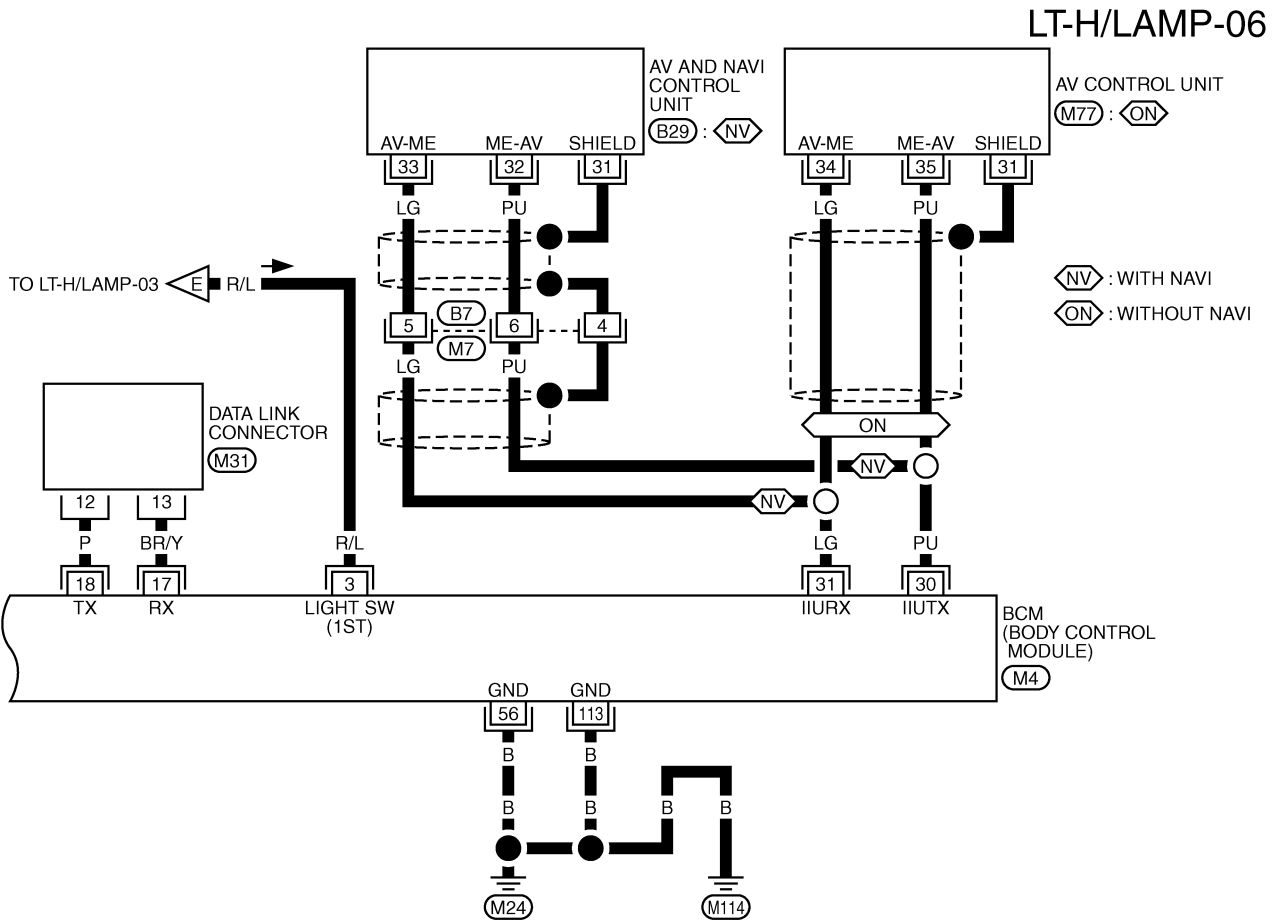 LT-H/LAMP-06
AV AND NAVI
CONTROL
UNIT
B29 : NV
AV CONTROL UNIT
M77 : ON
AV-ME ME-AV SHIELD
AV-ME ME-AV SHIELD
33 32 31
34 35 31
LG PU
LG PU
TO LT-H/LAMP-03 E R/L
NV : WITH NAVI
ON : WITHOUT NAVI
B7
5 6 4
M7
LG PU
DATA LINK
CONNECTOR
M31
ON
NV
NV
12 13
P BR/Y R/L LG PU
18 17 3 31 30
TX RX LIGHT SW IIURX IIUTX
(1ST)
BCM
(BODY CONTROL
MODULE)
M4
GND GND
56 113
B B
B B B B
M24 M114